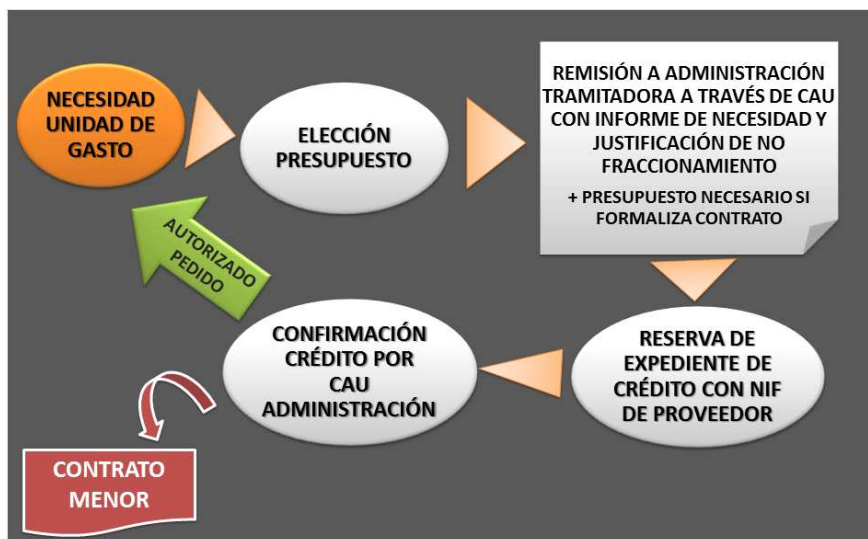 NECESIDAD
UNIDAD DE
GASTO
ELECCIÓN
PRESUPUESTO
REMISIÓN A ADMINISTRACIÓN
TRAMITADORA A TRAVÉS DE CAU
CON INFORME DE NECESIDAD Y
JUSTIFICACIÓN DE NO
FRACCIONAMIENTO
+ PRESUPUESTO NECESARIO SI
FORMALIZA CONTRATO
RESERVA DE
EXPEDIENTE DE
CRÉDITO CON NIF
DE PROVEEDOR
CONFIRMACIÓN
CRÉDITO POR
CAU
ADMINISTRACIÓN
AUTORIZADO
PEDIDO
CONTRATO
MENOR